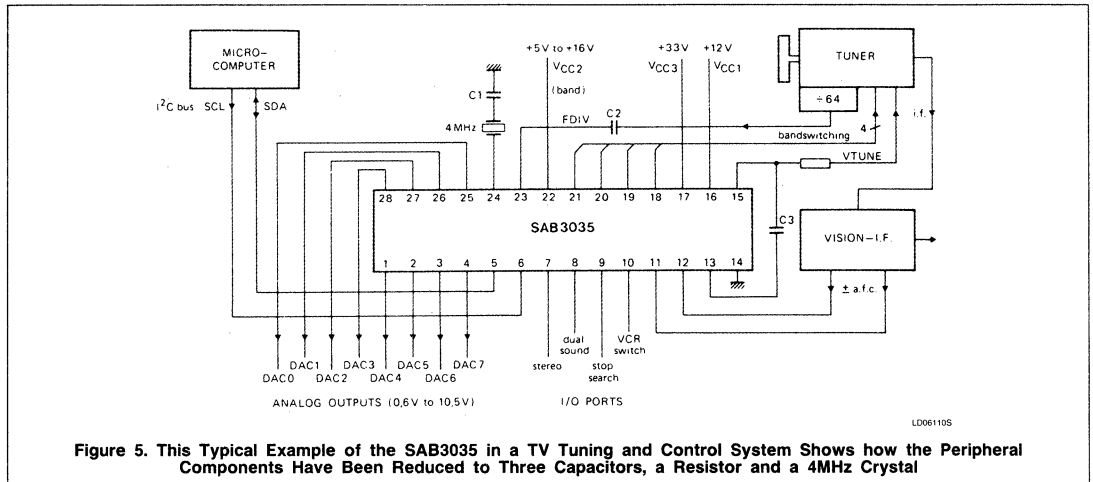 MICRO-
COMPUTER
I²C bus SCL SDA
C1
4 MHz
+5V to +16V
VCC2
(band)
+33V
VCC3
+12V
VCC1
TUNER
÷64
i.f.
FDIV
C2
4
bandswitching
VTUNE
28 27 26 25 24 23 22 21 20 19 18 17 16 15
SAB3035
1 2 3 4 5 6 7 8 9 10 11 12 13 14
C3
VISION-I.F.
± a.f.c.
DAC0
DAC1
DAC2
DAC3
DAC4
DAC5
DAC6
DAC7
ANALOG OUTPUTS (0,6V to 10,5V)
stereo
dual
sound
stop
search
VCR
switch
I/O PORTS
LD06110S
Figure 5. This Typical Example of the SAB3035 in a TV Tuning and Control System Shows how the Peripheral
Components Have Been Reduced to Three Capacitors, a Resistor and a 4MHz Crystal